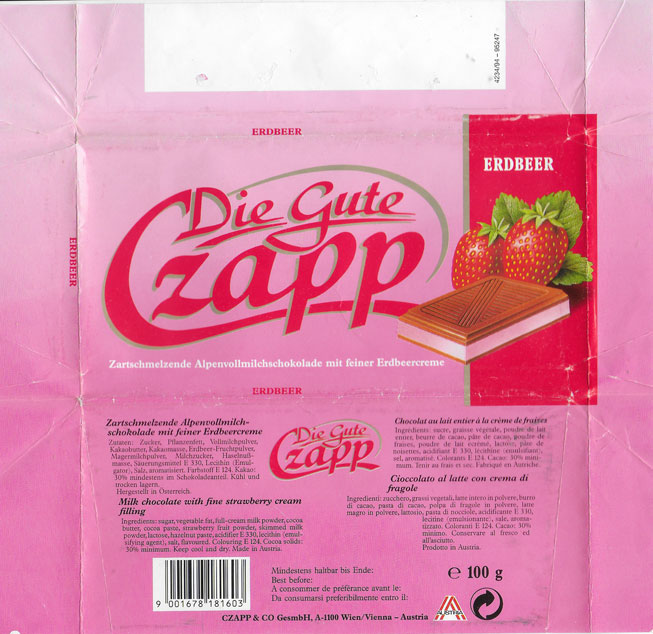 4234/04 - 95247
ERDBEER
ERDBEER
Die Gute
Czapp
ERDBEER
Zartschmelzende Alpenvollmilchschokolade mit feiner Erdbeercreme
ERDBEER
Zartschmelzende Alpenvollmilch-
schokolade mit feiner Erdbeercreme
Zutaten: Zucker, Pflanzenfett, Vollmilchpulver,
Kakaobutter, Kakaomasse, Erdbeer-Fruchtpulver,
Magermilchpulver, Milchzucker, Haselnuß-
masse, Säuerungsmittel E 330, Lecithin (Emul-
gator), Salz, aromatisiert. Farbstoff E 124. Kakao:
30% mindestens im Schokoladeanteil. Kühl und
trocken lagern.
Hergestellt in Österreich.
Milk chocolate with fine strawberry cream
filling
Ingredients: sugar, vegetable fat, full-cream milk powder, cocoa
butter, cocoa paste, strawberry fruit powder, skimmed milk
powder, lactose, hazelnut paste, acidifier E 330, lecithin (emul-
sifying agent), salt, flavoured. Colouring E 124. Cocoa solids:
30% minimum. Keep cool and dry. Made in Austria.
Die Gute
Czapp
Chocolat au lait entier à la crème de fraises
Ingrédients: sucre, graisse végétale, poudre de lait
entier, beurre de cacao, pâte de cacao, poudre de
fraises, poudre de lait écrémé, lactose, pâte de
noisettes, acidifiant E 330, lécithine (émulsifiant),
sel, aromatisé. Colorants E 124. Cacao: 30% mini-
mum. Tenir au frais et sec. Fabriqué en Autriche.
Cioccolato al latte con crema di
fragole
Ingredienti: zucchero, grassi vegetali, latte intero in polvere, burro
di cacao, pasta di cacao, polpa di fragole in polvere, latte
magro in polvere, lattosio, pasta di nocciole, acidificante E 330,
lecitine (emulsionante), sale, aroma-
tizzato. Coloranti E 124. Cacao: 30%
minimo. Conservare al fresco ed
all'asciutto.
Prodotto in Austria.
9 001678 181603
Mindestens haltbar bis Ende:
Best before:
À consommer de préférance avant le:
Da consumarsi preferibilmente entro il:
e 100 g
CZAPP & CO GesmbH, A-1100 Wien/Vienna – Austria
AUSTRIA